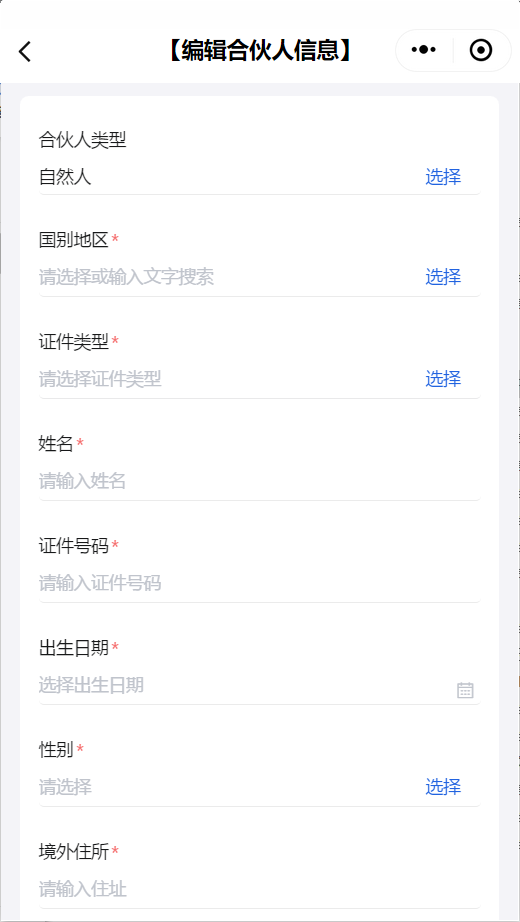 【编辑合伙人信息】
合伙人类型
自然人 选择
国别地区*
请选择或输入文字搜索 选择
证件类型*
请选择证件类型 选择
姓名*
请输入姓名
证件号码*
请输入证件号码
出生日期*
选择出生日期
性别*
请选择 选择
境外住所*
请输入住址